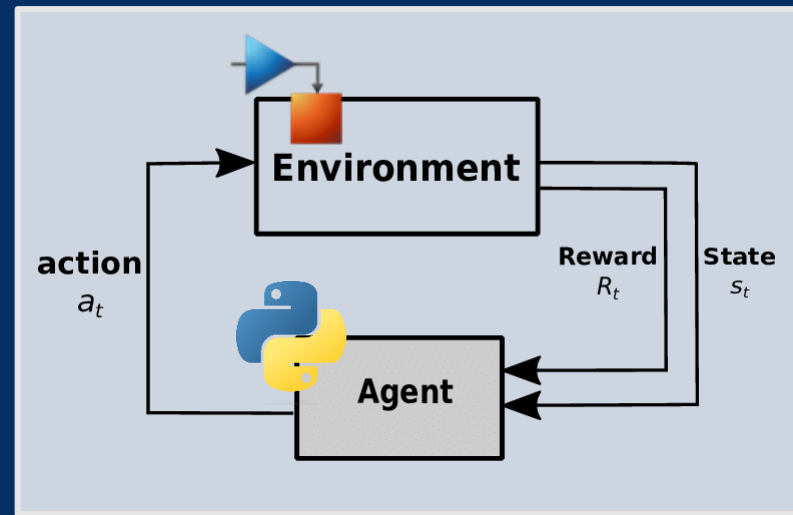 Environment
action
a_t
Reward
R_t
State
s_t
Agent